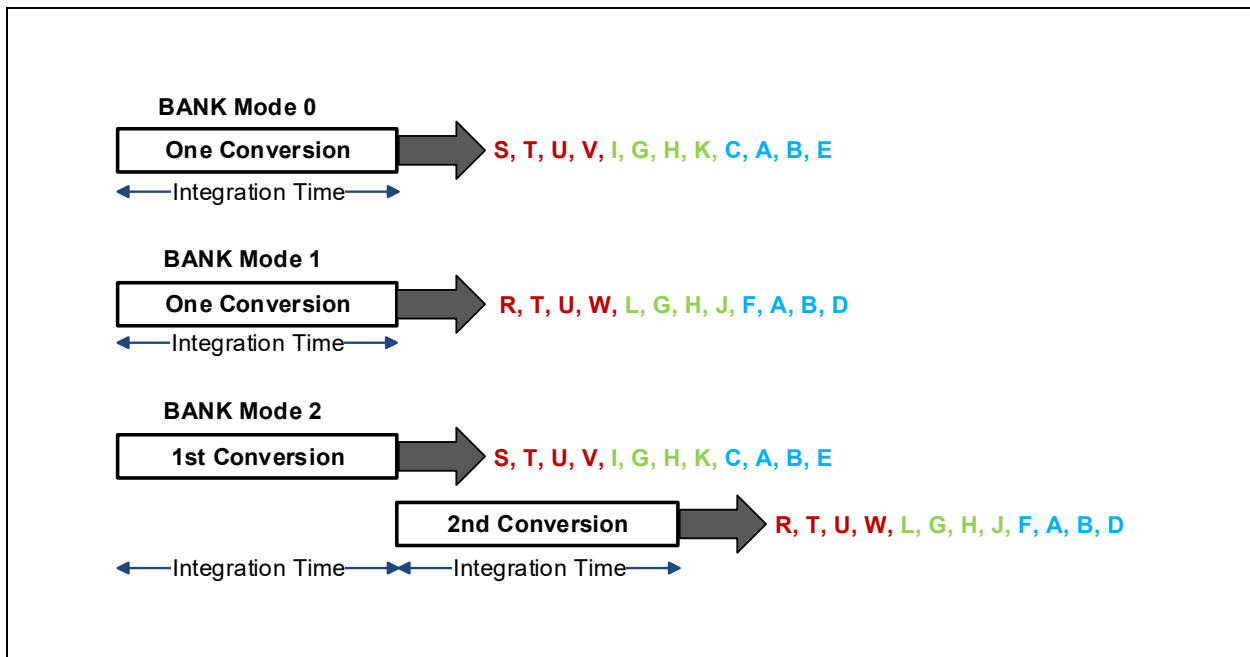 BANK Mode 0
One Conversion
S, T, U, V, I, G, H, K, C, A, B, E
Integration Time
BANK Mode 1
One Conversion
R, T, U, W, L, G, H, J, F, A, B, D
Integration Time
BANK Mode 2
1st Conversion
S, T, U, V, I, G, H, K, C, A, B, E
2nd Conversion
R, T, U, W, L, G, H, J, F, A, B, D
Integration Time
Integration Time